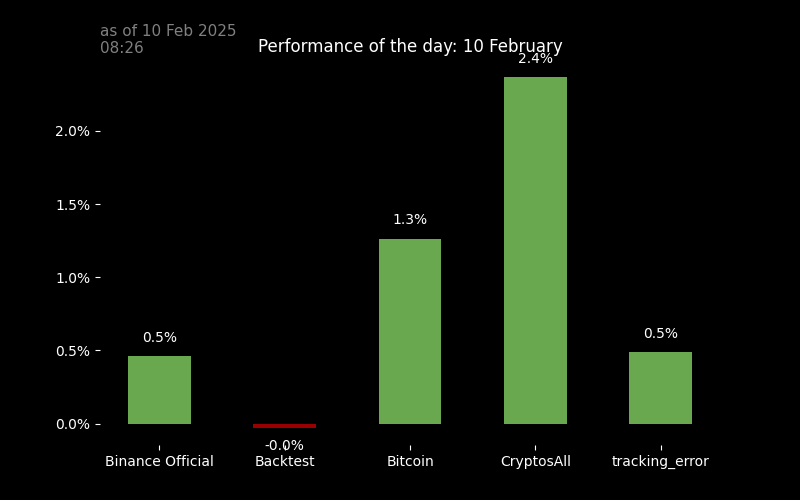 as of 10 Feb 2025
08:26
Performance of the day: 10 February
2.4%
2.0%
1.5%
1.3%
1.0%
0.5%
0.5%
0.5%
0.0%
-0.0%
Binance Official
Backtest
Bitcoin
CryptosAll
tracking_error